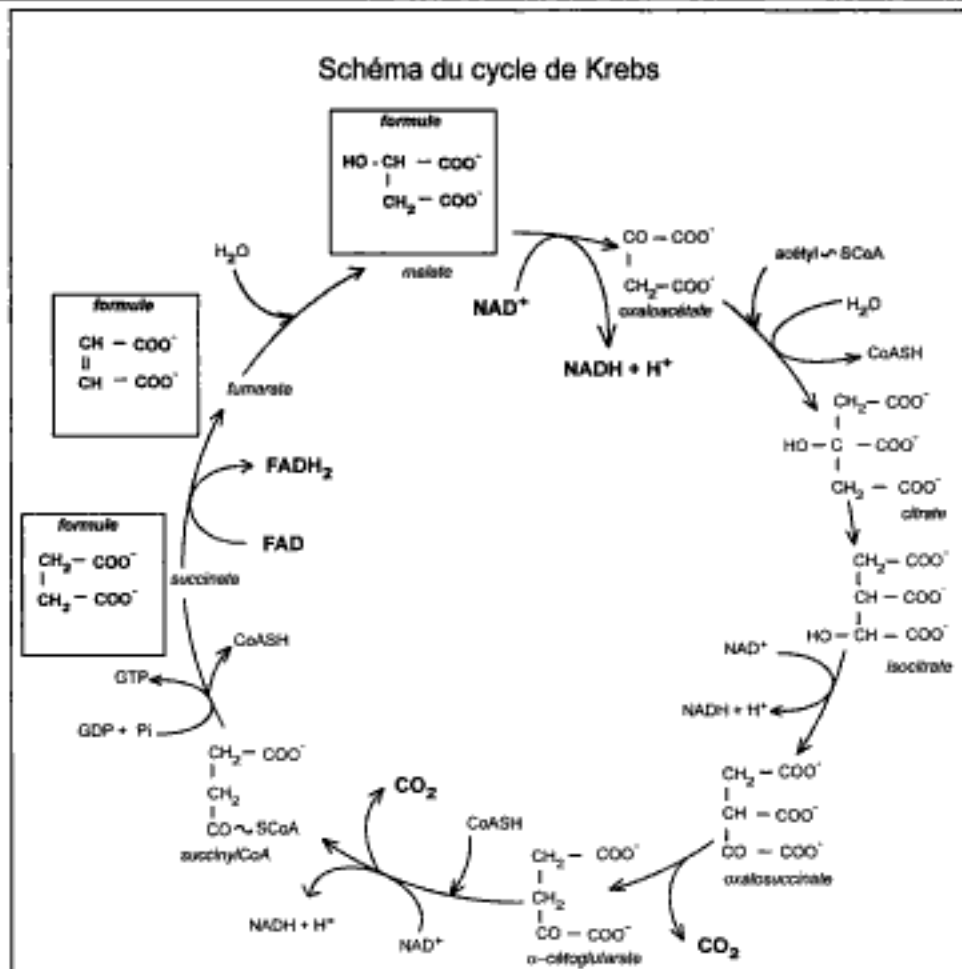 Schéma du cycle de Krebs
formule
HO - CH — COO⁻
CH₂ — COO⁻
malate
NAD⁺
NADH + H⁺
CO — COO⁻
CH₂ — COO⁻
oxaloacétate
acétyl ~ SCoA
H₂O
CoASH
CH₂ — COO⁻
HO — C — COO⁻
CH₂ — COO⁻
citrate
CH₂ — COO⁻
CH — COO⁻
HO — CH — COO⁻
isocitrate
NAD⁺
NADH + H⁺
CH₂ — COO⁻
CH — COO⁻
CO — COO⁻
oxalosuccinate
CO₂
CH₂ — COO⁻
CH₂
CO — COO⁻
α-cétoglutarate
CoASH
CO₂
NAD⁺
NADH + H⁺
CH₂ — COO⁻
CH₂
CO ~ SCoA
succinylCoA
GDP + Pi
GTP
CoASH
succinate
formule
CH₂ — COO⁻
CH₂ — COO⁻
FAD
FADH₂
fumarate
formule
CH — COO⁻
||
CH — COO⁻
H₂O